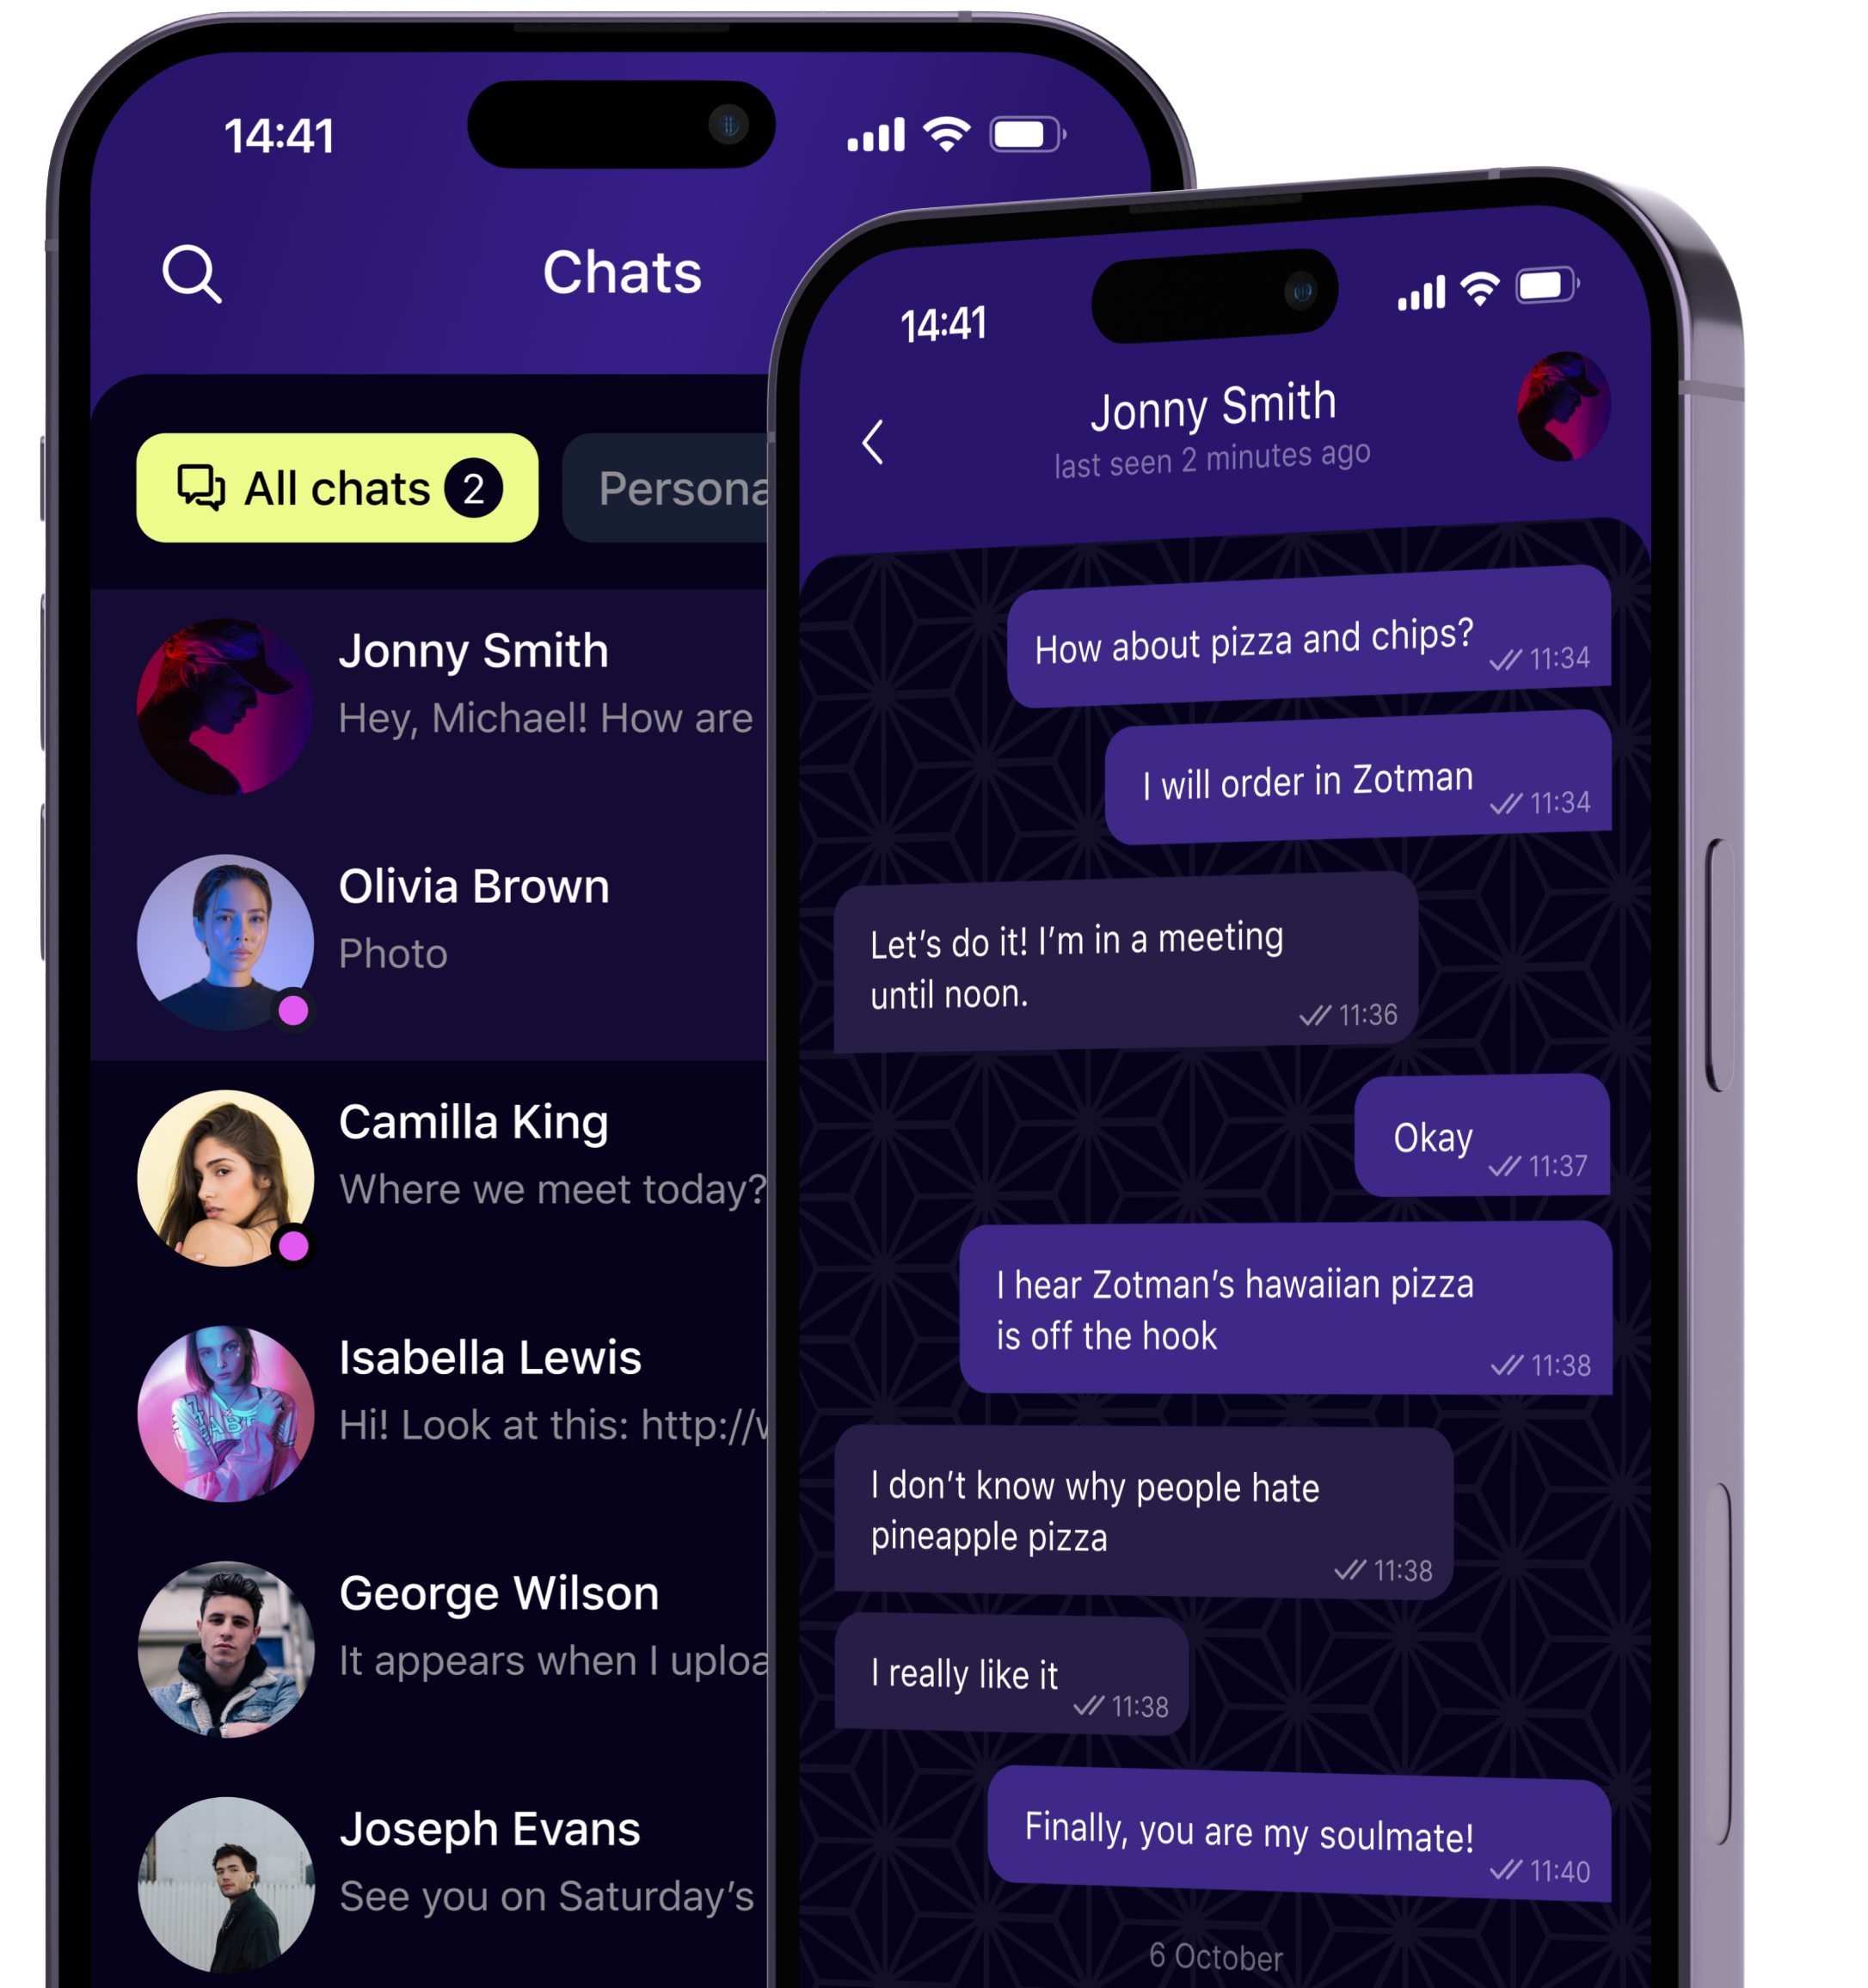 14:41
Chats
All chats 2
Hey, Michael! How are
Jonny Smith
Olivia Brown
Photo
Camilla King
Where we meet today?
Isabella Lewis
Hi! Look at this: http://
George Wilson
It appears when I
Joseph Evans
See you on Saturday’s
14:41
Jonny Smith
last seen 2 minutes ago
How about pizza and chips?
11:34
I will order in Zotman
11:34
Let’s do it! I’m in a meeting
until noon.
11:36
Okay
11:37
I hear Zotman’s hawaiian pizza
is off the hook
11:38
I don’t know why people hate
pineapple pizza
11:38
I really like it
11:38
Finally, you are my soulmate!
11:40
6 October